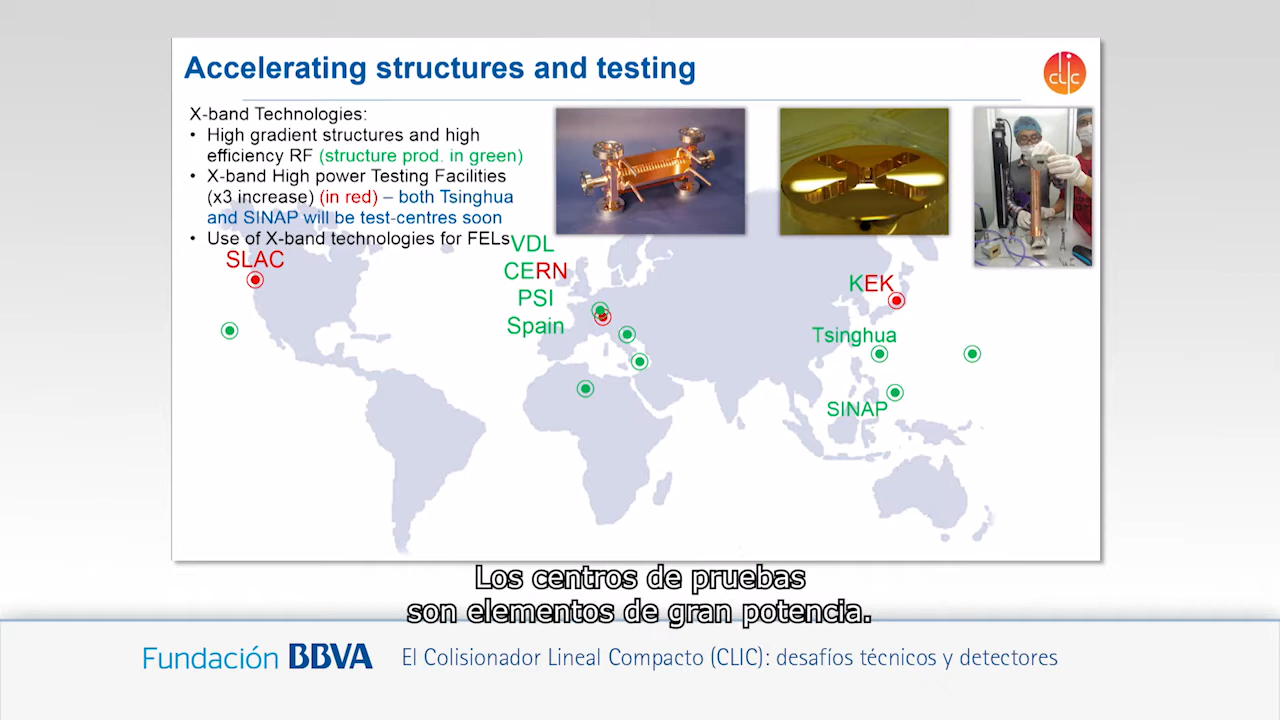 Accelerating structures and testing
CLIC
X-band Technologies:
• High gradient structures and high
efficiency RF (structure prod. in green)
• X-band High power Testing Facilities
(x3 increase) (in red) – both Tsinghua
and SINAP will be test-centres soon
• Use of X-band technologies for FELs
SLAC
VDL
CERN
PSI
Spain
KEK
Tsinghua
SINAP
Los centros de pruebas
son elementos de gran potencia.
Fundación BBVA
El Colisionador Lineal Compacto (CLIC): desafíos técnicos y detectores